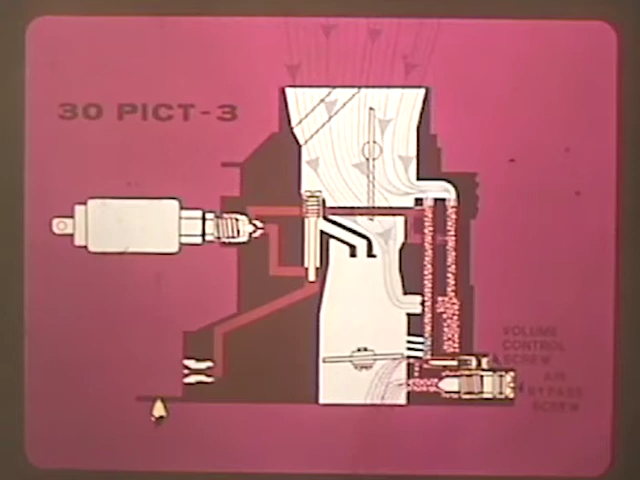 30 PICT-3
VOLUME
CONTROL
SCREW
AIR
BYPASS
SCREW